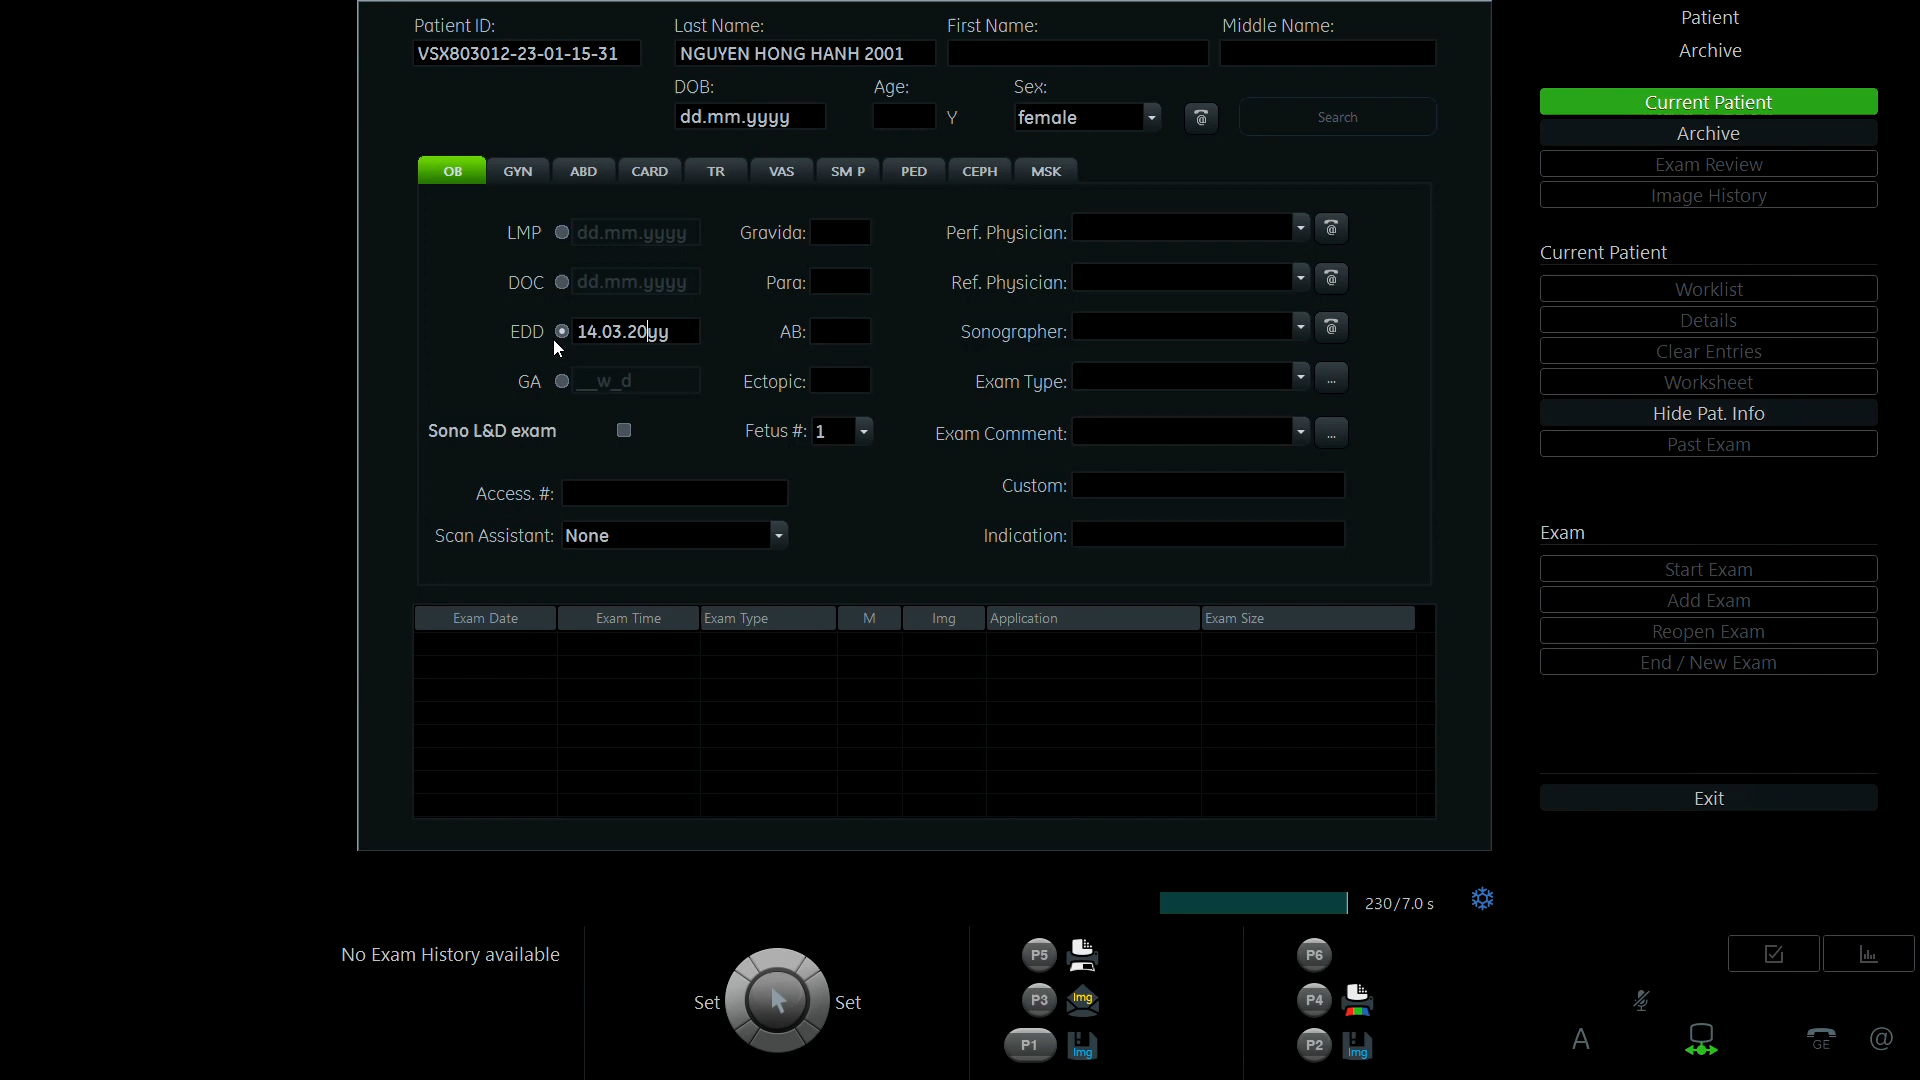 Patient ID: Last Name: First Name: Middle Name:
VSX803012-23-01-15-31 NGUYEN HONG HANH 2001
DOB: Age: Sex:
dd.mm.yyyy Y female @ Search
OB GYN ABD CARD TR VAS SM P PED CEPH MSK
LMP dd.mm.yyyy Gravida: Perf. Physician: @
DOC dd.mm.yyyy Para: Ref. Physician: @
EDD 14.03.20yy AB: Sonographer: @
GA __w_d Ectopic: Exam Type: ...
Sono L&D exam Fetus #: 1 Exam Comment: ...
Access. #: Custom:
Scan Assistant: None Indication:
Exam Date Exam Time Exam Type M Img Application Exam Size
Patient
Archive
Current Patient
Archive
Exam Review
Image History
Current Patient
Worklist
Details
Clear Entries
Worksheet
Hide Pat. Info
Past Exam
Exam
Start Exam
Add Exam
Reopen Exam
End / New Exam
Exit
230/7.0 s
No Exam History available
Set Set
P5 P6
P3 Img P4
P1 Img P2 Img
A GE @